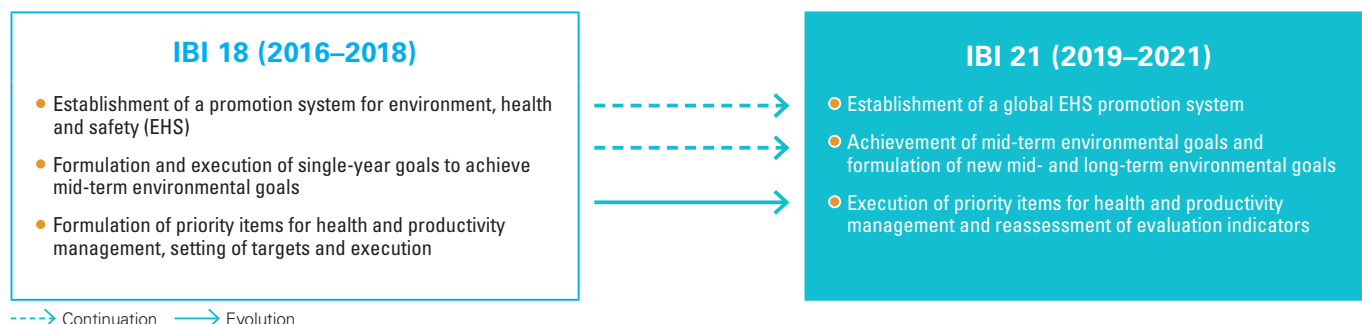 IBI 18 (2016–2018)
• Establishment of a promotion system for environment, health
and safety (EHS)
• Formulation and execution of single-year goals to achieve
mid-term environmental goals
• Formulation of priority items for health and productivity
management, setting of targets and execution
IBI 21 (2019–2021)
• Establishment of a global EHS promotion system
• Achievement of mid-term environmental goals and
formulation of new mid- and long-term environmental goals
• Execution of priority items for health and productivity
management and reassessment of evaluation indicators
Continuation
Evolution